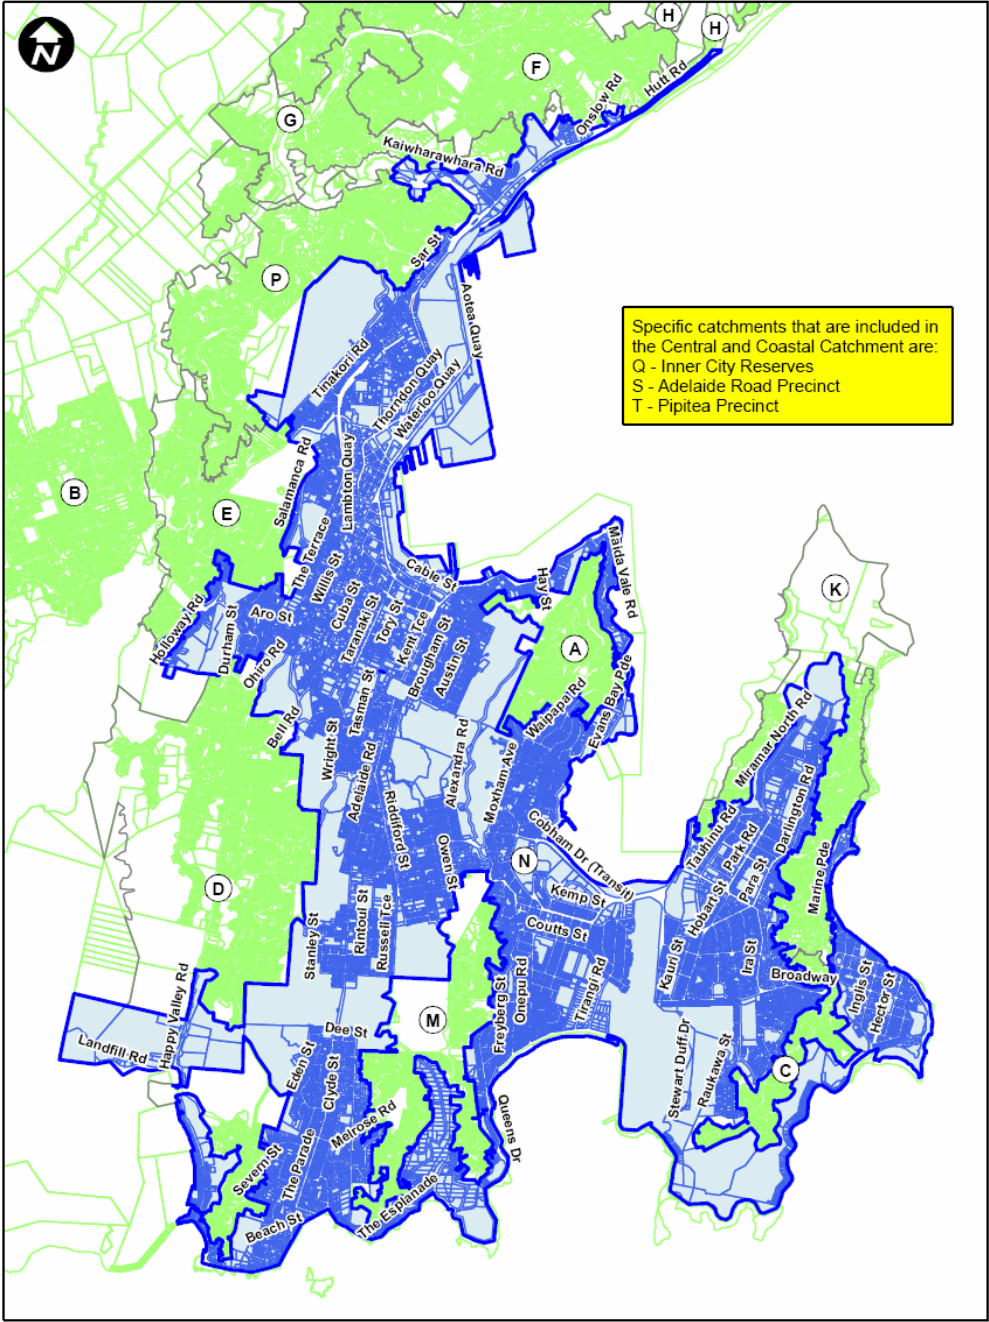 H
H
N
F
Onslow Rd
Hutt Rd
G
Kaiwharawhara Rd
Sar St
P
Aotea Quay
Specific catchments that are included in
the Central and Coastal Catchment are:
Q - Inner City Reserves
S - Adelaide Road Precinct
T - Pipitea Precinct
Tinakori Rd
Thorndon Quay
Waterloo Quay
Salamanca Rd
Lambton Quay
B
E
The Terrace
Willis St
Cable St
Hay St
Maida Vale Rd
K
Holloway Rd
Durham St
Aro St
Cuba St
Taranaki St
Tory St
Kent Tce
Brougham St
Austin St
A
Ohiro Rd
Bell Rd
Wright St
Tasman St
Adelaide Rd
Alexandra Rd
Moxham Ave
Waipapa Rd
Evans Bay Pde
Miramar North Rd
Riddiford St
Owen St
Cobham Dr (Transit)
N
Kemp St
Coutts St
Tauhinu Rd
Park Rd
Darlington Rd
Para St
Hobart St
Marine Pde
D
Stanley St
Rintoul St
Russell Tce
Freyberg St
Onepu Rd
Tirangi Rd
Kauri St
Ira St
Broadway
Inglis St
Hector St
Happy Valley Rd
Landfill Rd
M
Dee St
Eden St
Clyde St
Melrose Rd
Queens Dr
Stewart Duff Dr
Raukawa St
C
Severn St
The Parade
Beach St
The Esplanade